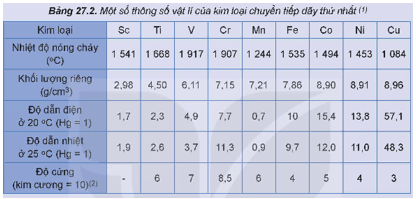 Bảng 27.2. Một số thông số vật lí của kim loại chuyển tiếp dãy thứ nhất (1)
Kim loại Sc Ti V Cr Mn Fe Co Ni Cu
Nhiệt độ nóng chảy (oC) 1 541 1 668 1 917 1 907 1 244 1 535 1 494 1 453 1 084
Khối lượng riêng (g/cm3) 2,98 4,50 6,11 7,15 7,21 7,86 8,90 8,91 8,96
Độ dẫn điện ở 20 oC (Hg = 1) 1,7 2,3 4,9 7,7 0,7 10 15,4 13,8 57,1
Độ dẫn nhiệt ở 25 oC (Hg = 1) 1,9 2,6 3,7 11,3 0,9 9,7 12,0 11,0 48,3
Độ cứng (kim cương = 10)(2) - 6 7 8,5 6 4 5 4 3